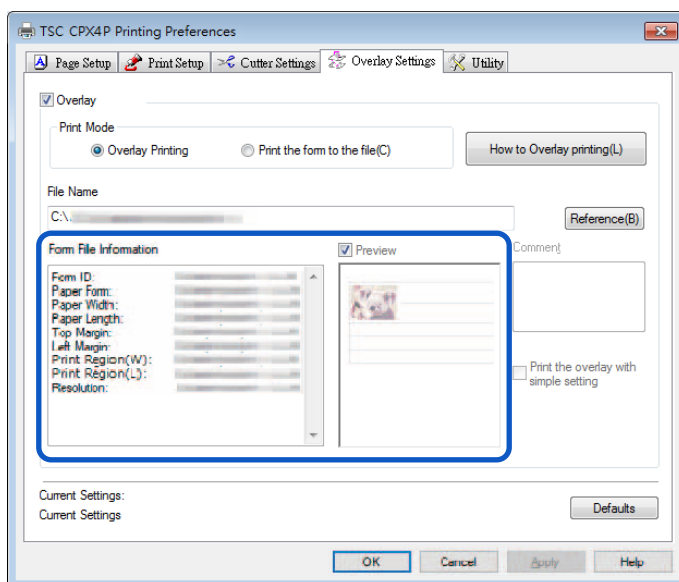 TSC CPX4P Printing Preferences
Page Setup Print Setup Cutter Settings Overlay Settings Utility
Overlay
Print Mode
Overlay Printing Print the form to the file(C) How to Overlay printing(L)
File Name
C:\.
Reference(B)
Form File Information Preview Comment
Form ID:
Paper Form:
Paper Width:
Paper Length:
Top Margin:
Left Margin:
Print Region(W):
Print Region(L):
Resolution:
Print the overlay with
simple setting
Current Settings:
Current Settings
Defaults
OK Cancel Apply Help